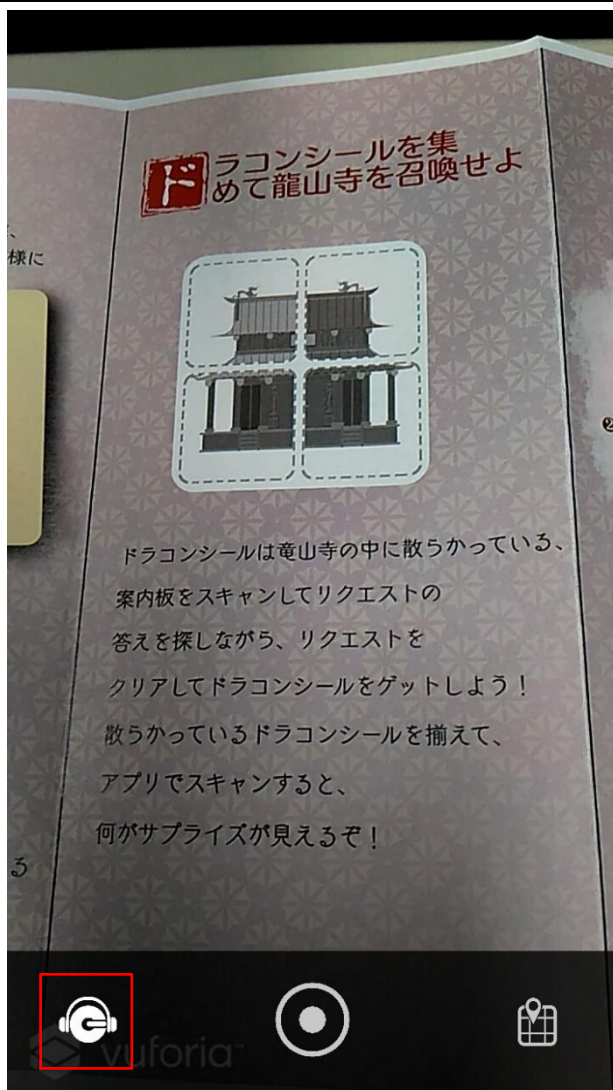 ドラコンシールを集
めて龍山寺を召喚せよ
、
様に
ドラコンシールは竜山寺の中に散らかっている、
案内板をスキャンしてリクエストの
答えを探しながら、リクエストを
クリアしてドラコンシールをゲットしよう！
散らかっているドラコンシールを揃えて、
アプリでスキャンすると、
何がサプライズが見えるぞ！
る
2
vuforia™